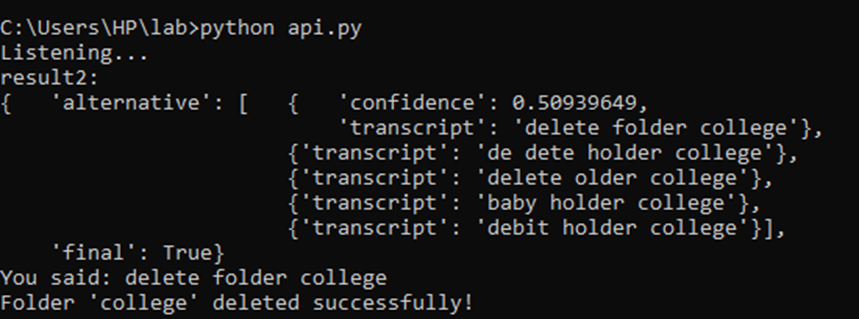 C:\Users\HP\lab>python api.py
Listening...
result2:
{   'alternative': [   {   'confidence': 0.50939649,
                           'transcript': 'delete folder college'},
                       {'transcript': 'de dete holder college'},
                       {'transcript': 'delete older college'},
                       {'transcript': 'baby holder college'},
                       {'transcript': 'debit holder college'}],
    'final': True}
You said: delete folder college
Folder 'college' deleted successfully!